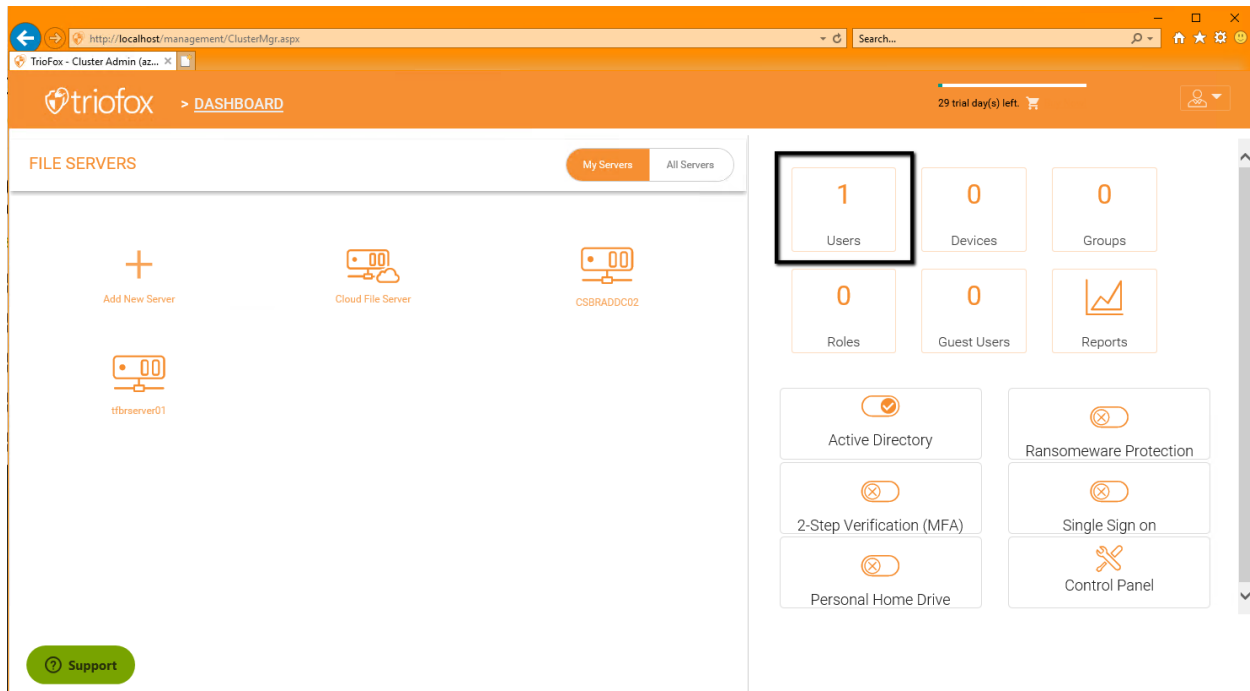 http://localhost/management/ClusterMgr.aspx
Search...
TrioFox - Cluster Admin (az...
triofox > DASHBOARD
29 trial day(s) left.
FILE SERVERS
My Servers
All Servers
Add New Server
Cloud File Server
CSBRADDC02
tfbrserver01
1
Users
0
Devices
0
Groups
0
Roles
0
Guest Users
Reports
Active Directory
Ransomeware Protection
2-Step Verification (MFA)
Single Sign on
Personal Home Drive
Control Panel
? Support